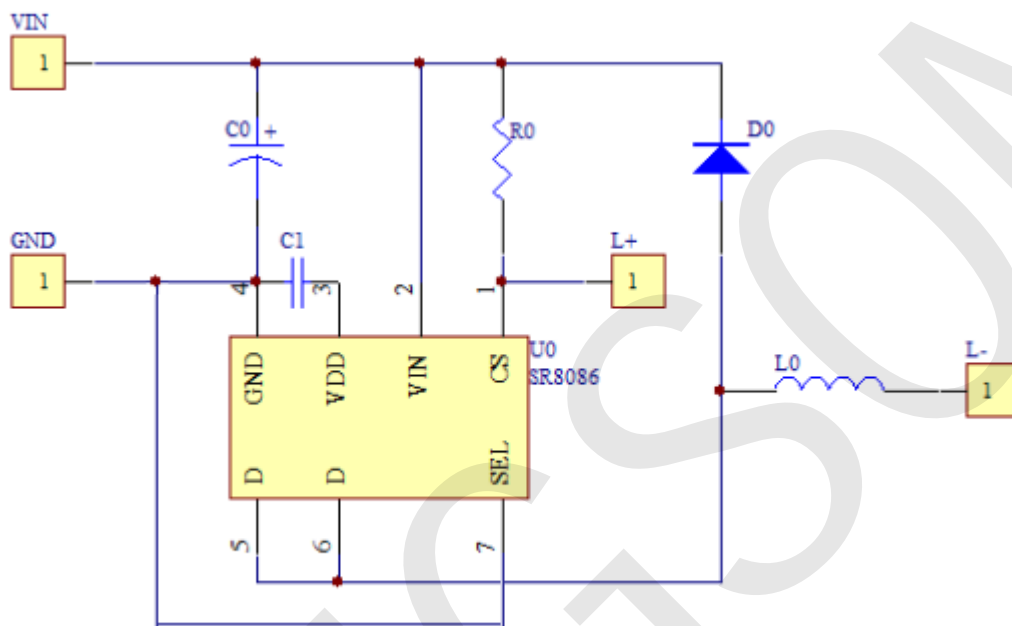 VIN
1
C0 +
R0
D0
GND
1
C1
L+
1
4
3
2
1
GND
VDD
VIN
CS
U0
SR8086
L0
L-
1
D
D
SEL
5
6
7